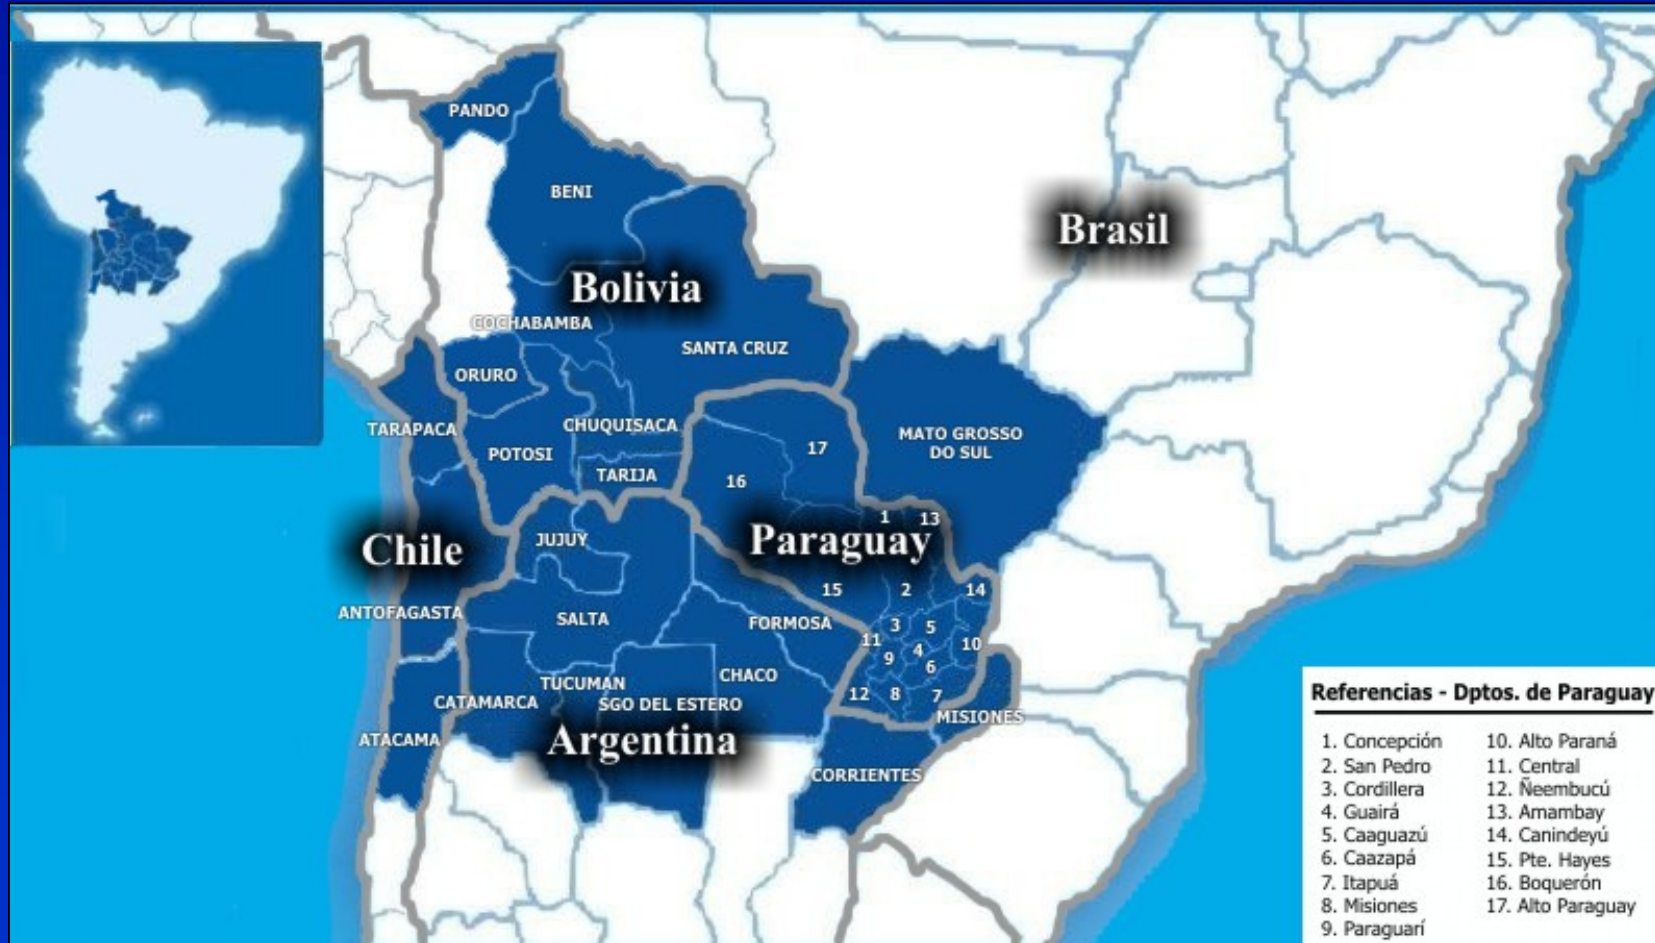 PANDO
BENI
Brasil
Bolivia
COCHABAMBA
SANTA CRUZ
ORURO
TARAPACA
CHUQUISACA
MATO GROSSO
DO SUL
POTOSI
17
TARIJA
16
1
13
JUJUY
Chile
Paraguay
15
2
14
ANTOFAGASTA
SALTA
FORMOSA
3
5
11
10
4
9
6
CHACO
TUCUMAN
12
8
7
CATAMARCA
SGO DEL ESTERO
MISIONES
ATACAMA
Argentina
CORRIENTES
Referencias - Dptos. de Paraguay
1. Concepción
2. San Pedro
3. Cordillera
4. Guairá
5. Caaguazú
6. Caazapá
7. Itapuá
8. Misiones
9. Paraguarí
10. Alto Paraná
11. Central
12. Ñeembucú
13. Amambay
14. Canindeyú
15. Pte. Hayes
16. Boquerón
17. Alto Paraguay